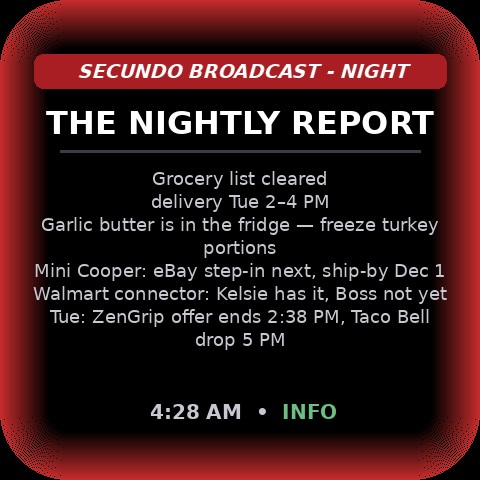 SECUNDO BROADCAST - NIGHT
THE NIGHTLY REPORT
Grocery list cleared
delivery Tue 2–4 PM
Garlic butter is in the fridge — freeze turkey
portions
Mini Cooper: eBay step-in next, ship-by Dec 1
Walmart connector: Kelsie has it, Boss not yet
Tue: ZenGrip offer ends 2:38 PM, Taco Bell
drop 5 PM
4:28 AM • INFO